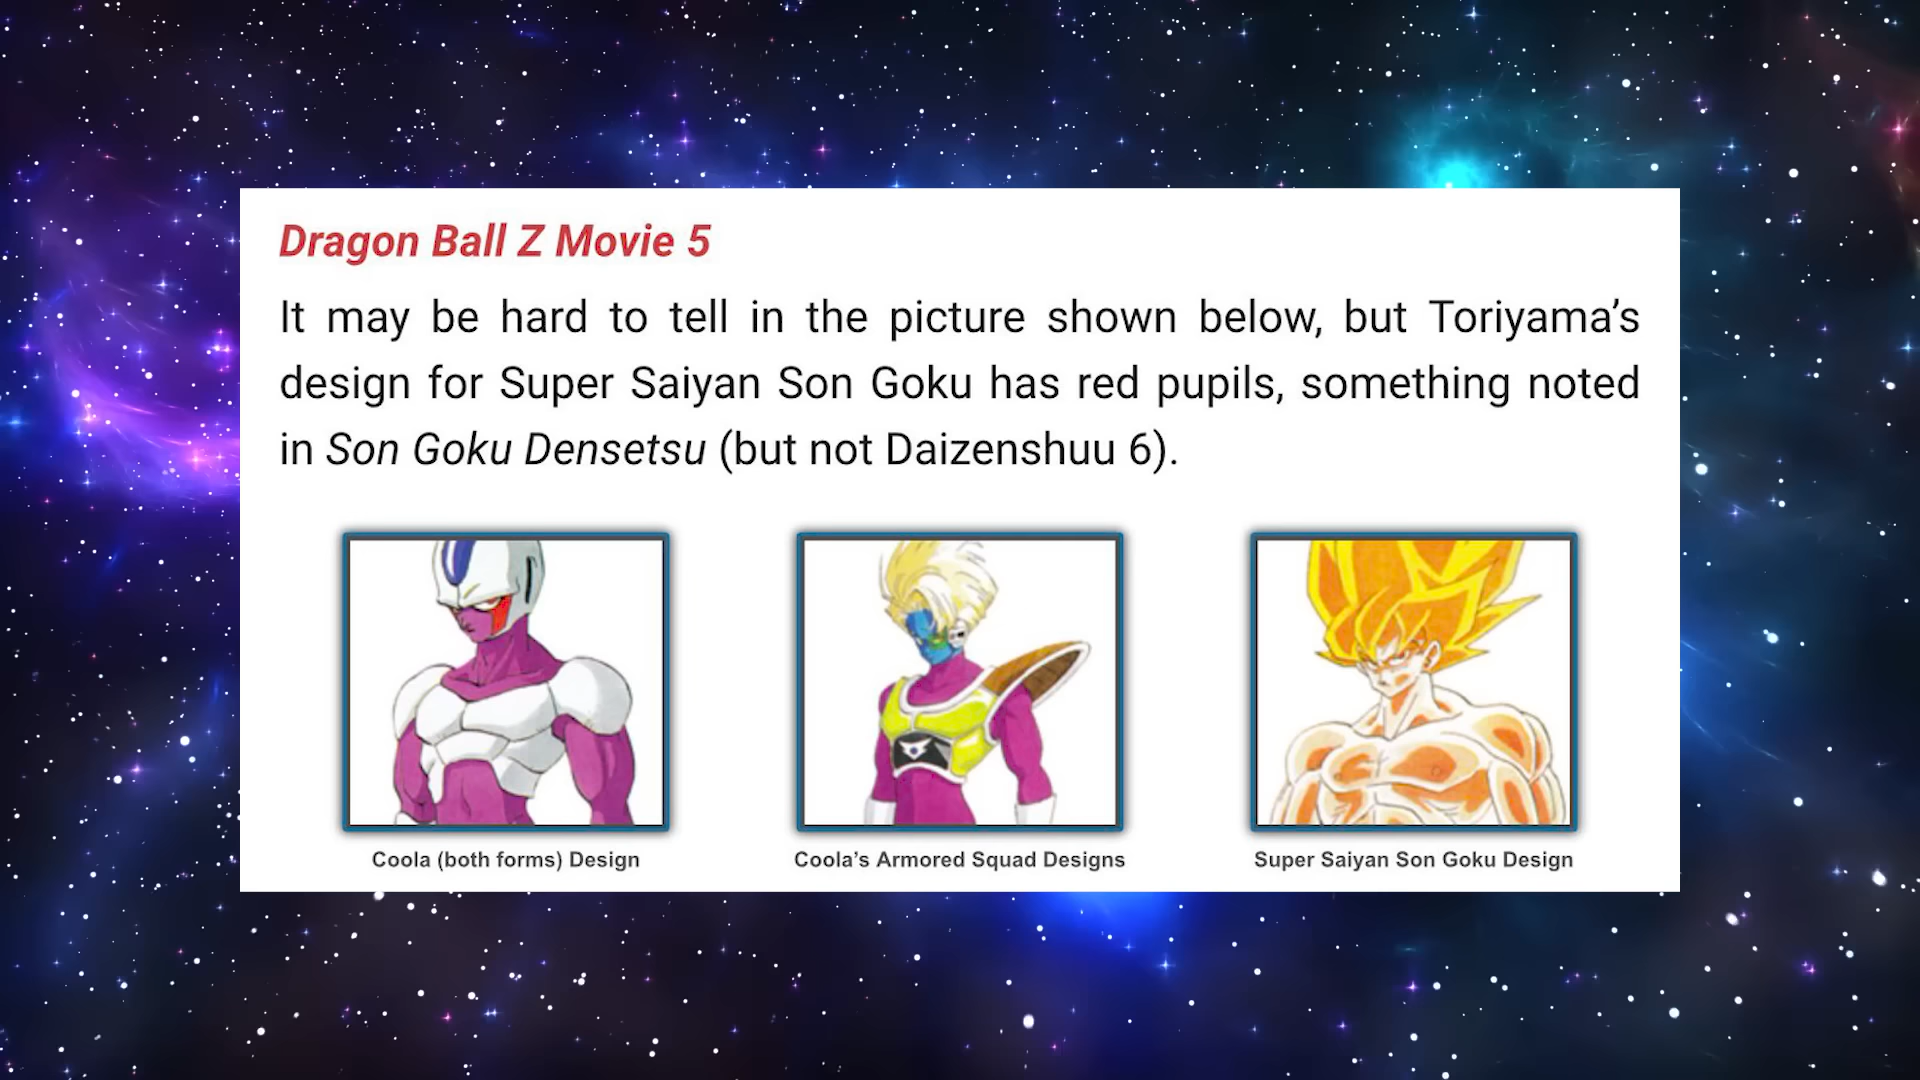 Dragon Ball Z Movie 5
It may be hard to tell in the picture shown below, but Toriyama’s
design for Super Saiyan Son Goku has red pupils, something noted
in Son Goku Densetsu (but not Daizenshuu 6).
Coola (both forms) Design
Coola’s Armored Squad Designs
Super Saiyan Son Goku Design